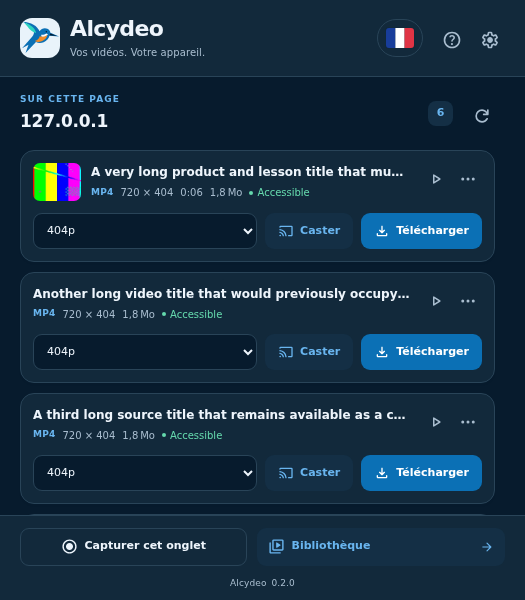 Alcydeo
Vos vidéos. Votre appareil.
SUR CETTE PAGE
127.0.0.1
6
A very long product and lesson title that mu…
MP4 720 × 404 0:06 1,8 Mo • Accessible
404p
Caster
Télécharger
Another long video title that would previously occupy…
MP4 720 × 404 1,8 Mo • Accessible
404p
Caster
Télécharger
A third long source title that remains available as a c…
MP4 720 × 404 1,8 Mo • Accessible
404p
Caster
Télécharger
Capturer cet onglet
Bibliothèque
Alcydeo 0.2.0